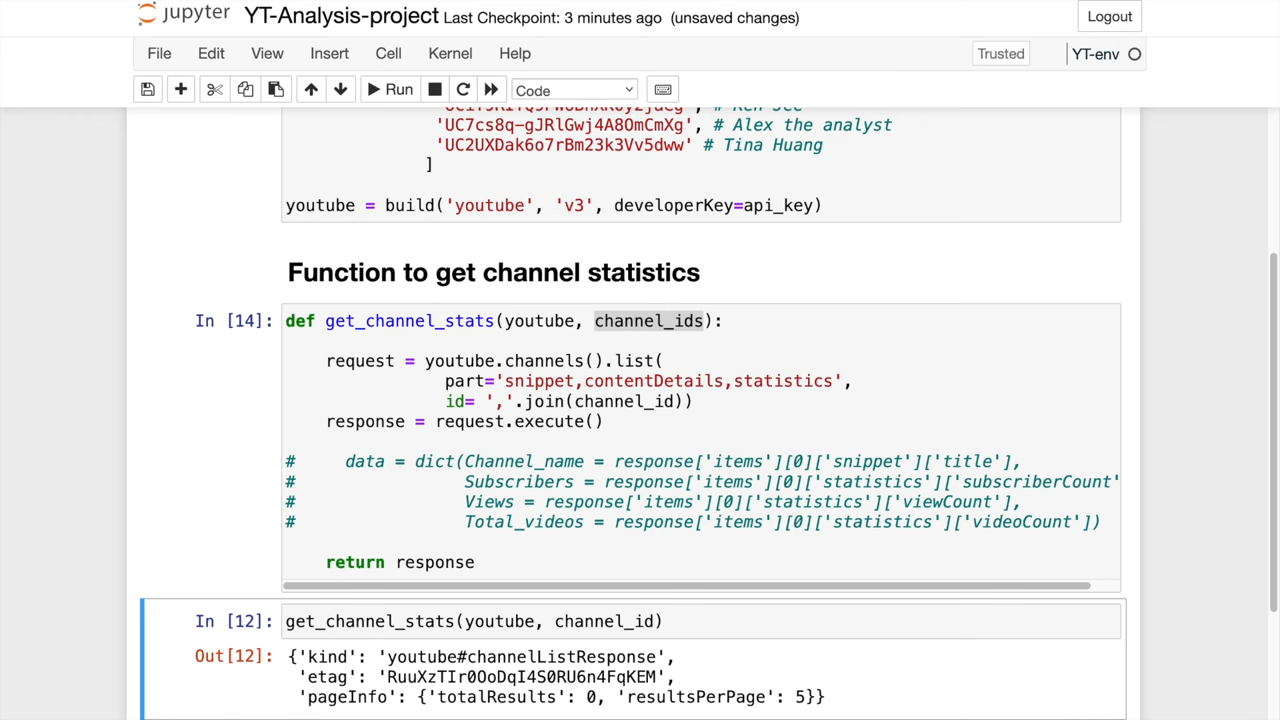 jupyter YT-Analysis-project Last Checkpoint: 3 minutes ago (unsaved changes) Logout
File Edit View Insert Cell Kernel Help Trusted YT-env
Run Code
'UC7cs8q-gJRlGwj4A8OmCmXg', # Alex the analyst
'UC2UXDak6o7rBm23k3Vv5dww' # Tina Huang
]
youtube = build('youtube', 'v3', developerKey=api_key)
Function to get channel statistics
In [14]: def get_channel_stats(youtube, channel_ids):
request = youtube.channels().list(
part='snippet,contentDetails,statistics',
id= ','.join(channel_id))
response = request.execute()
# data = dict(Channel_name = response['items'][0]['snippet']['title'],
# Subscribers = response['items'][0]['statistics']['subscriberCount'
# Views = response['items'][0]['statistics']['viewCount'],
# Total_videos = response['items'][0]['statistics']['videoCount'])
return response
In [12]: get_channel_stats(youtube, channel_id)
Out[12]: {'kind': 'youtube#channelListResponse',
'etag': 'RuuXzTIr0OoDqI4S0RU6n4FqKEM',
'pageInfo': {'totalResults': 0, 'resultsPerPage': 5}}